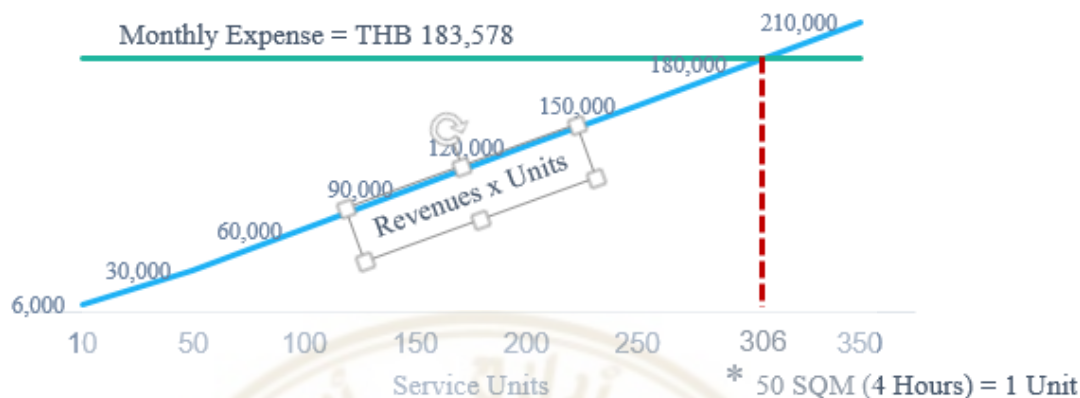 210,000
Monthly Expense = THB 183,578
180,000
150,000
120,000
90,000
Revenues x Units
60,000
30,000
6,000
10 50 100 150 200 250 306 350
Service Units
* 50 SQM (4 Hours) = 1 Unit